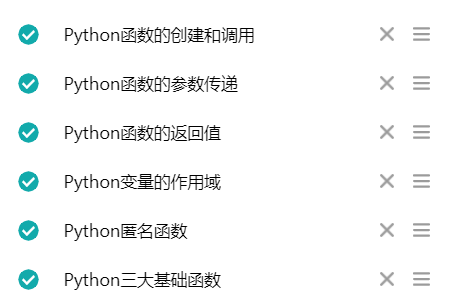 Python函数的创建和调用
Python函数的参数传递
Python函数的返回值
Python变量的作用域
Python匿名函数
Python三大基础函数